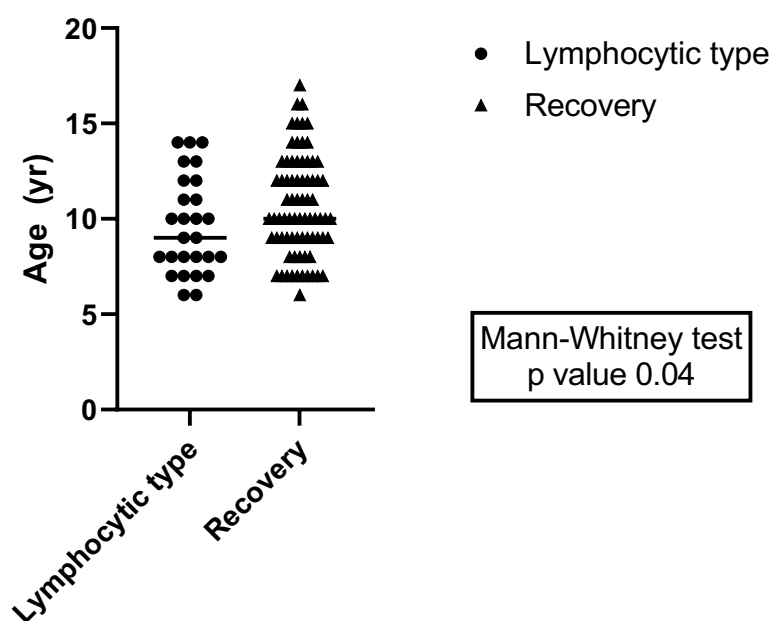 20
15
10
5
0
Age (yr)
Lymphocytic type
Recovery
Lymphocytic type
Recovery
Mann-Whitney test
p value 0.04